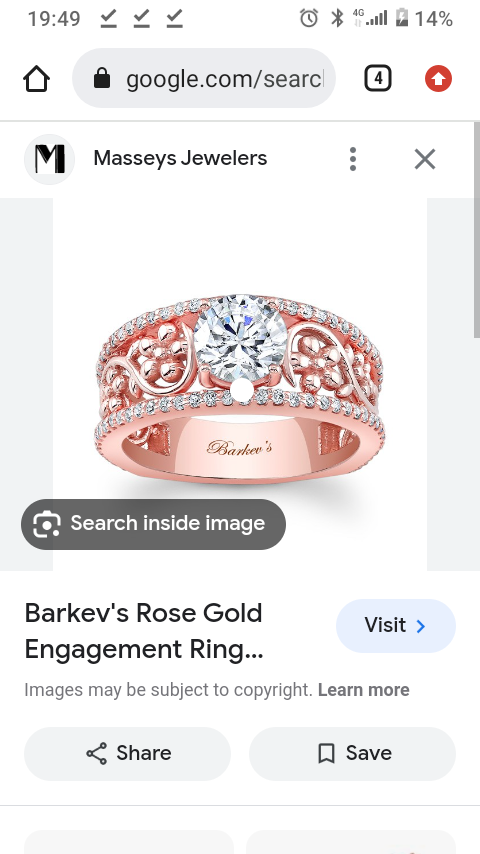 19:49 4G 14%
google.com/searcl
4
M Masseys Jewelers
Barkev's
Search inside image
Barkev's Rose Gold
Engagement Ring...
Visit
Images may be subject to copyright. Learn more
Share Save